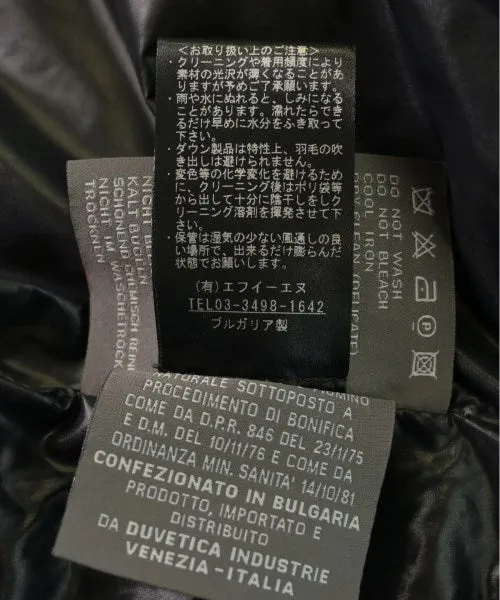 <お取り扱い上のご注意>
・クリーニングや着用頻度により
素材の光沢が薄くなることがあ
りますが予めご了承願います。
・雨や水にぬれると、しみになる
ことがあります。濡れたらでき
るだけ早めに水分をふき取って
下さい。
・ダウン製品は特性上、羽毛の吹
き出しは避けられません。
・変色等の化学変化を避けるため
に、クリーニング後はポリ袋等
から出して十分に陰干しをしク
リーニング溶剤を揮発させて下
さい。
・保管は湿気の少ない風通しの良
い場所で、出来るだけ膨らんだ
状態でお願いします。
(有)エフイーエヌ
TEL03-3498-1642
ブルガリア製
DO NOT WASH
DO NOT BLEACH
COOL IRON
DRY CLEAN (DELICATE)
KALT BÜGELN
SCHONEND CHEMISCH REINI
NICHT IM WASCHETROCK
TROCKNEN
NATURALE SOTTOPOSTO A
PROCEDIMENTO DI BONIFICA
COME DA D.P.R. 846 DEL 23/1/75
E D.M. DEL 10/11/76 E COME DA
ORDINANZA MIN. SANITA' 14/10/81
CONFEZIONATO IN BULGARIA
PRODOTTO, IMPORTATO E
DISTRIBUITO
DA DUVETICA INDUSTRIE
VENEZIA-ITALIA